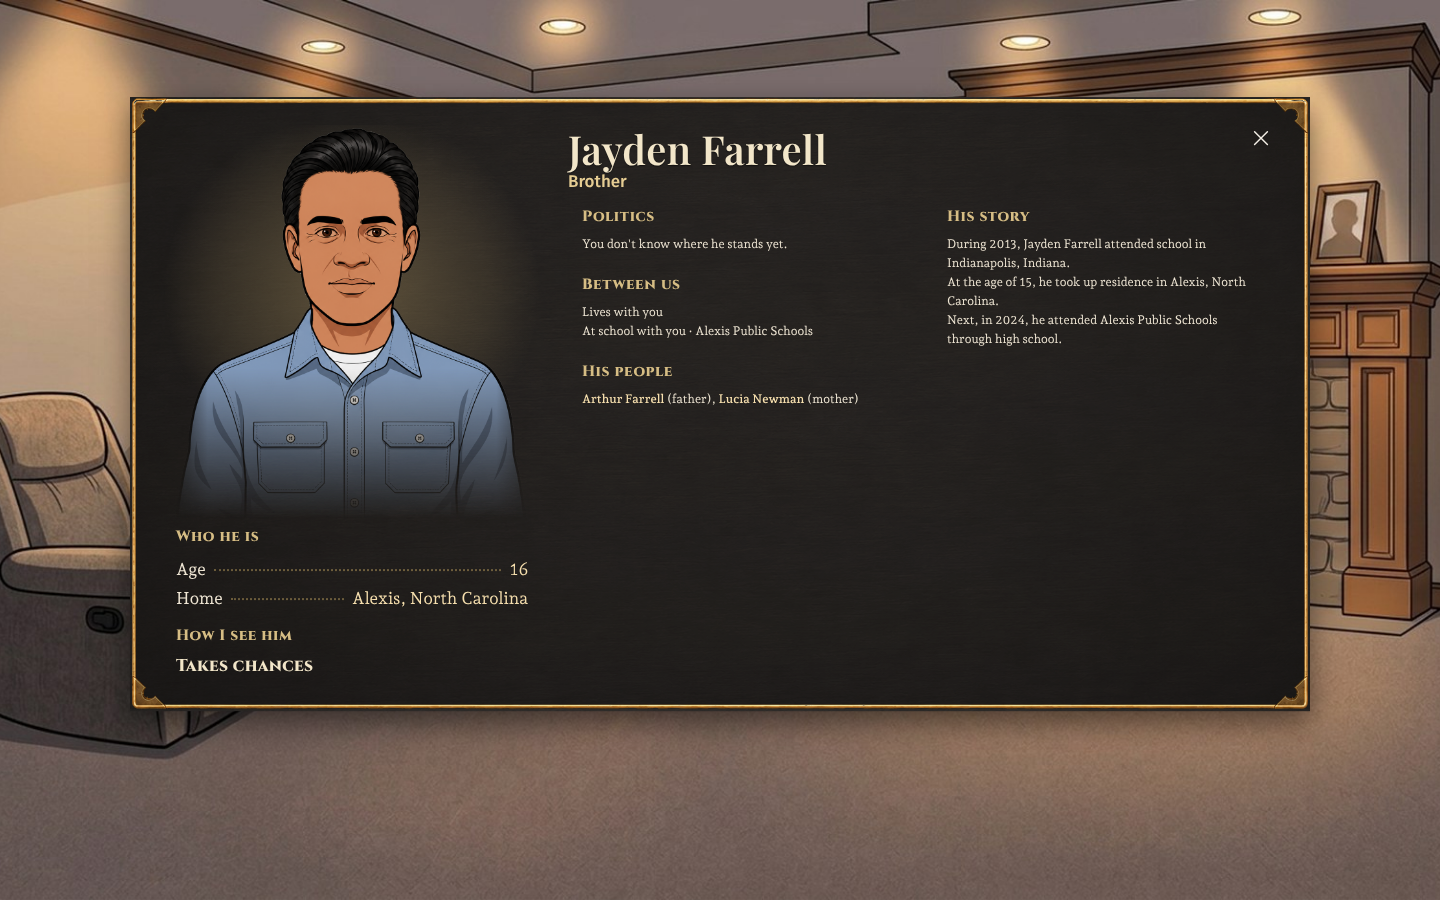 Jayden Farrell
Brother
Politics
You don't know where he stands yet.
Between us
Lives with you
At school with you · Alexis Public Schools
His people
Arthur Farrell (father), Lucia Newman (mother)
His story
During 2013, Jayden Farrell attended school in
Indianapolis, Indiana.
At the age of 15, he took up residence in Alexis, North
Carolina.
Next, in 2024, he attended Alexis Public Schools
through high school.
Who he is
Age 16
Home Alexis, North Carolina
How I see him
Takes chances